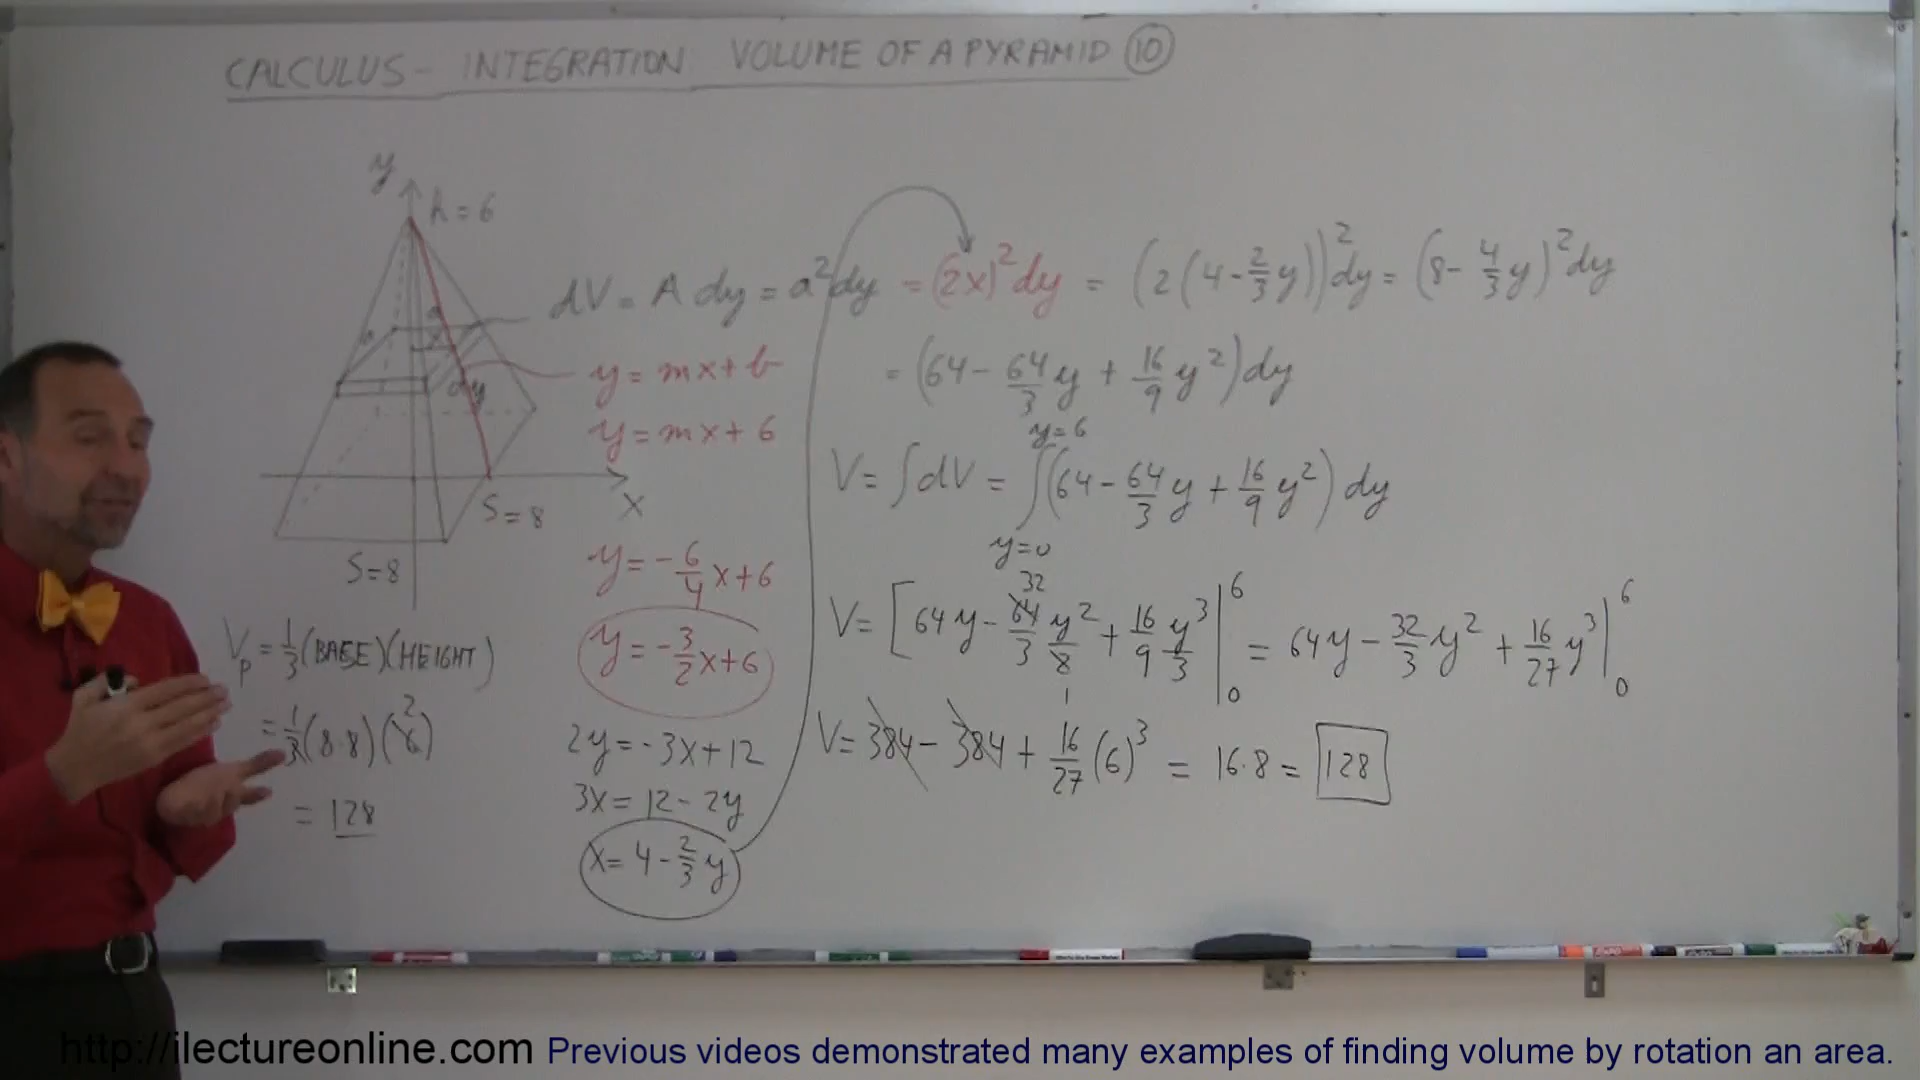 CALCULUS - INTEGRATION VOLUME OF A PYRAMID 10
y
h = 6
a
a
x
dy
S = 8
X
S = 8
dV = A dy = a²dy = (2x)²dy = (2(4 - 2/3 y))²dy = (8 - 4/3 y)²dy
= (64 - 64/3 y + 16/9 y²)dy
y = mx + b
y = mx + 6
y = -6/4 x + 6
y = -3/2 x + 6
2y = -3x + 12
3x = 12 - 2y
x = 4 - 2/3 y
y=6
V = ∫dV = ∫(64 - 64/3 y + 16/9 y²) dy
y=0
32
V = [64y - 64/3 y²/2 + 16/9 y³/3 |₀⁶ = 64y - 32/3 y² + 16/27 y³ |₀⁶
1
V = 384 - 384 + 16/27 (6)³ = 16·8 = 128
Vp = 1/3 (BASE)(HEIGHT)
2
= 1/3 (8·8)(6)
= 128
http://ilectureonline.com Previous videos demonstrated many examples of finding volume by rotation an area.